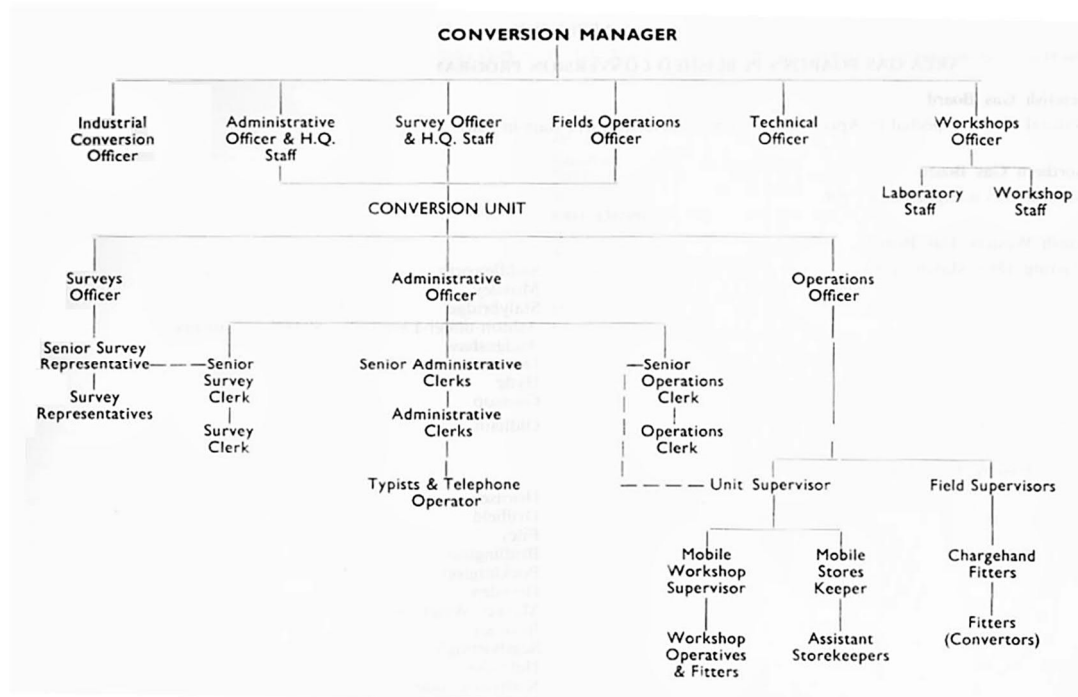 CONVERSION MANAGER
Industrial
Conversion
Officer
Administrative
Officer & H.Q.
Staff
Survey Officer
& H.Q. Staff
Fields Operations
Officer
Technical
Officer
Workshops
Officer
Laboratory
Staff
Workshop
Staff
CONVERSION UNIT
Surveys
Officer
Administrative
Officer
Operations
Officer
Senior Survey
Representative
Survey
Representatives
Senior
Survey
Clerk
Survey
Clerk
Senior Administrative
Clerks
Administrative
Clerks
Typists & Telephone
Operator
Senior
Operations
Clerk
Operations
Clerk
Unit Supervisor
Field Supervisors
Mobile
Workshop
Supervisor
Workshop
Operatives
& Fitters
Mobile
Stores
Keeper
Assistant
Storekeepers
Chargehand
Fitters
Fitters
(Convertors)